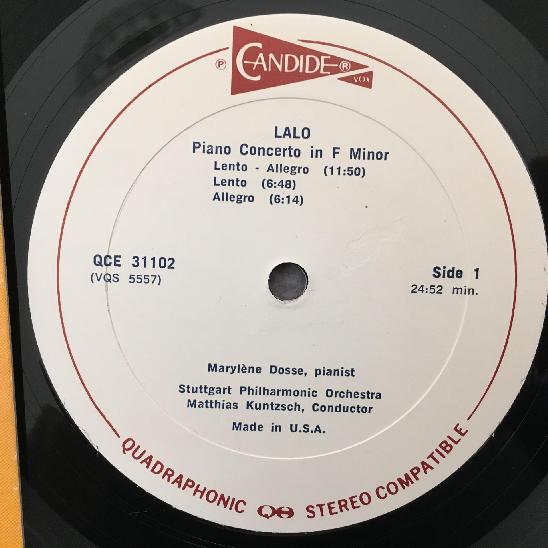 ℗ CANDIDE ®
VOX
LALO
Piano Concerto in F Minor
Lento - Allegro (11:50)
Lento (6:48)
Allegro (6:14)
QCE 31102
(VQS 5557)
Side 1
24:52 min.
Marylène Dosse, pianist
Stuttgart Philharmonic Orchestra
Matthias Kuntzsch, Conductor
Made in U.S.A.
QUADRAPHONIC QS STEREO COMPATIBLE